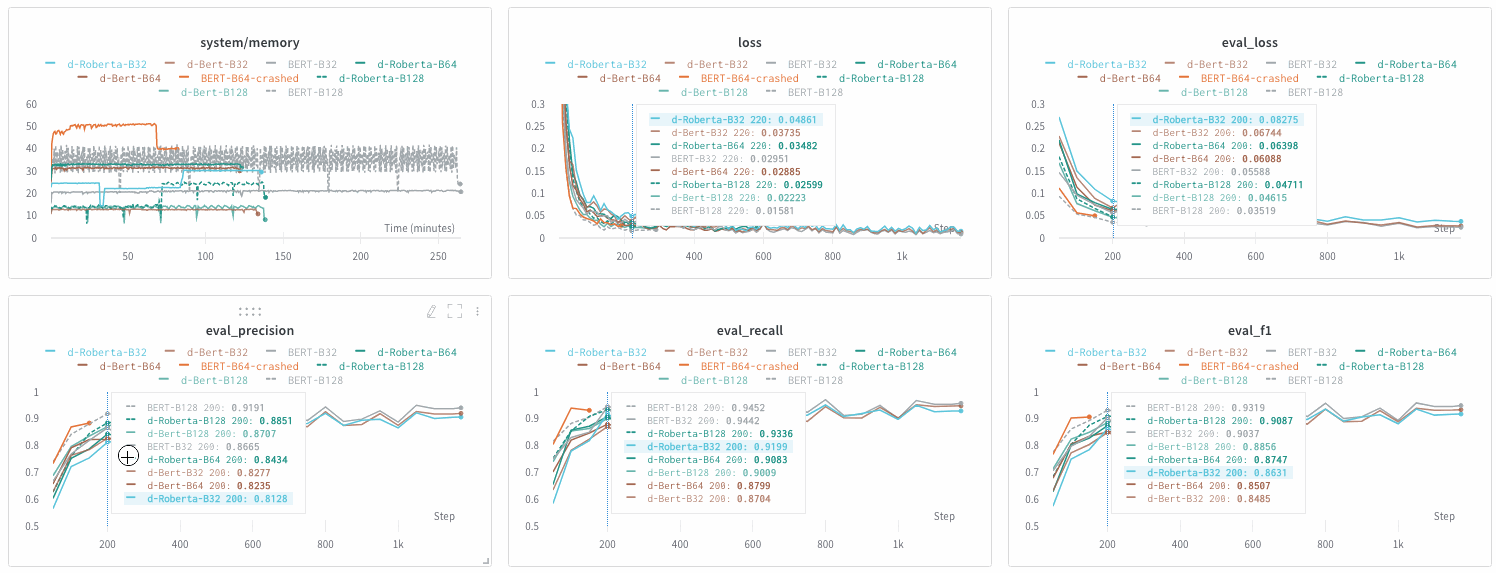 system/memory
d-Roberta-B32 d-Bert-B32 BERT-B32 d-Roberta-B64
d-Bert-B64 BERT-B64-crashed d-Roberta-B128
d-Bert-B128 BERT-B128
60
50
40
30
20
10
0
Time (minutes)
50 100 150 200 250
loss
d-Roberta-B32 d-Bert-B32 BERT-B32 d-Roberta-B64
d-Bert-B64 BERT-B64-crashed d-Roberta-B128
d-Bert-B128 BERT-B128
0.3
0.25
0.2
0.15
0.1
0.05
0
d-Roberta-B32 220: 0.04861
d-Bert-B32 220: 0.03735
d-Roberta-B64 220: 0.03482
BERT-B32 220: 0.02951
d-Bert-B64 220: 0.02885
d-Roberta-B128 220: 0.02599
d-Bert-B128 220: 0.02223
BERT-B128 220: 0.01581
Step
200 400 600 800 1k
eval_loss
d-Roberta-B32 d-Bert-B32 BERT-B32 d-Roberta-B64
d-Bert-B64 BERT-B64-crashed d-Roberta-B128
d-Bert-B128 BERT-B128
0.3
0.25
0.2
0.15
0.1
0.05
0
d-Roberta-B32 200: 0.08275
d-Bert-B32 200: 0.06744
d-Roberta-B64 200: 0.06398
d-Bert-B64 200: 0.06088
BERT-B32 200: 0.05588
d-Roberta-B128 200: 0.04711
d-Bert-B128 200: 0.04615
BERT-B128 200: 0.03519
Step
200 400 600 800 1k
eval_precision
d-Roberta-B32 d-Bert-B32 BERT-B32 d-Roberta-B64
d-Bert-B64 BERT-B64-crashed d-Roberta-B128
d-Bert-B128 BERT-B128
1
0.9
0.8
0.7
0.6
0.5
BERT-B128 200: 0.9191
d-Roberta-B128 200: 0.8851
d-Bert-B128 200: 0.8707
BERT-B32 200: 0.8665
d-Roberta-B64 200: 0.8434
d-Bert-B32 200: 0.8277
d-Bert-B64 200: 0.8235
d-Roberta-B32 200: 0.8128
Step
200 400 600 800 1k
eval_recall
d-Roberta-B32 d-Bert-B32 BERT-B32 d-Roberta-B64
d-Bert-B64 BERT-B64-crashed d-Roberta-B128
d-Bert-B128 BERT-B128
1
0.9
0.8
0.7
0.6
0.5
BERT-B128 200: 0.9452
BERT-B32 200: 0.9442
d-Roberta-B128 200: 0.9336
d-Roberta-B32 200: 0.9199
d-Roberta-B64 200: 0.9083
d-Bert-B128 200: 0.9009
d-Bert-B64 200: 0.8799
d-Bert-B32 200: 0.8704
Step
200 400 600 800 1k
eval_f1
d-Roberta-B32 d-Bert-B32 BERT-B32 d-Roberta-B64
d-Bert-B64 BERT-B64-crashed d-Roberta-B128
d-Bert-B128 BERT-B128
1
0.9
0.8
0.7
0.6
0.5
BERT-B128 200: 0.9319
d-Roberta-B128 200: 0.9087
BERT-B32 200: 0.9037
d-Bert-B128 200: 0.8856
d-Roberta-B64 200: 0.8747
d-Roberta-B32 200: 0.8631
d-Bert-B64 200: 0.8507
d-Bert-B32 200: 0.8485
Step
200 400 600 800 1k